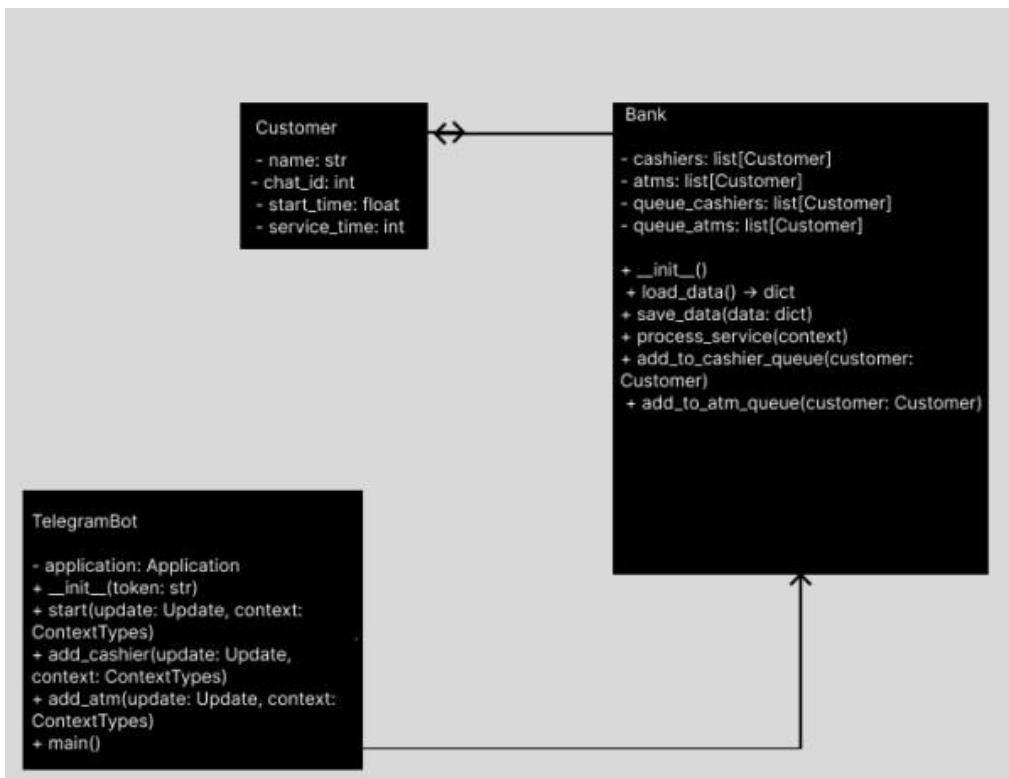 Customer
- name: str
- chat_id: int
- start_time: float
- service_time: int
Bank
- cashiers: list[Customer]
- atms: list[Customer]
- queue_cashiers: list[Customer]
- queue_atms: list[Customer]
+ __init__()
+ load_data() → dict
+ save_data(data: dict)
+ process_service(context)
+ add_to_cashier_queue(customer:
Customer)
+ add_to_atm_queue(customer: Customer)
TelegramBot
- application: Application
+ __init__(token: str)
+ start(update: Update, context:
ContextTypes)
+ add_cashier(update: Update,
context: ContextTypes)
+ add_atm(update: Update, context:
ContextTypes)
+ main()